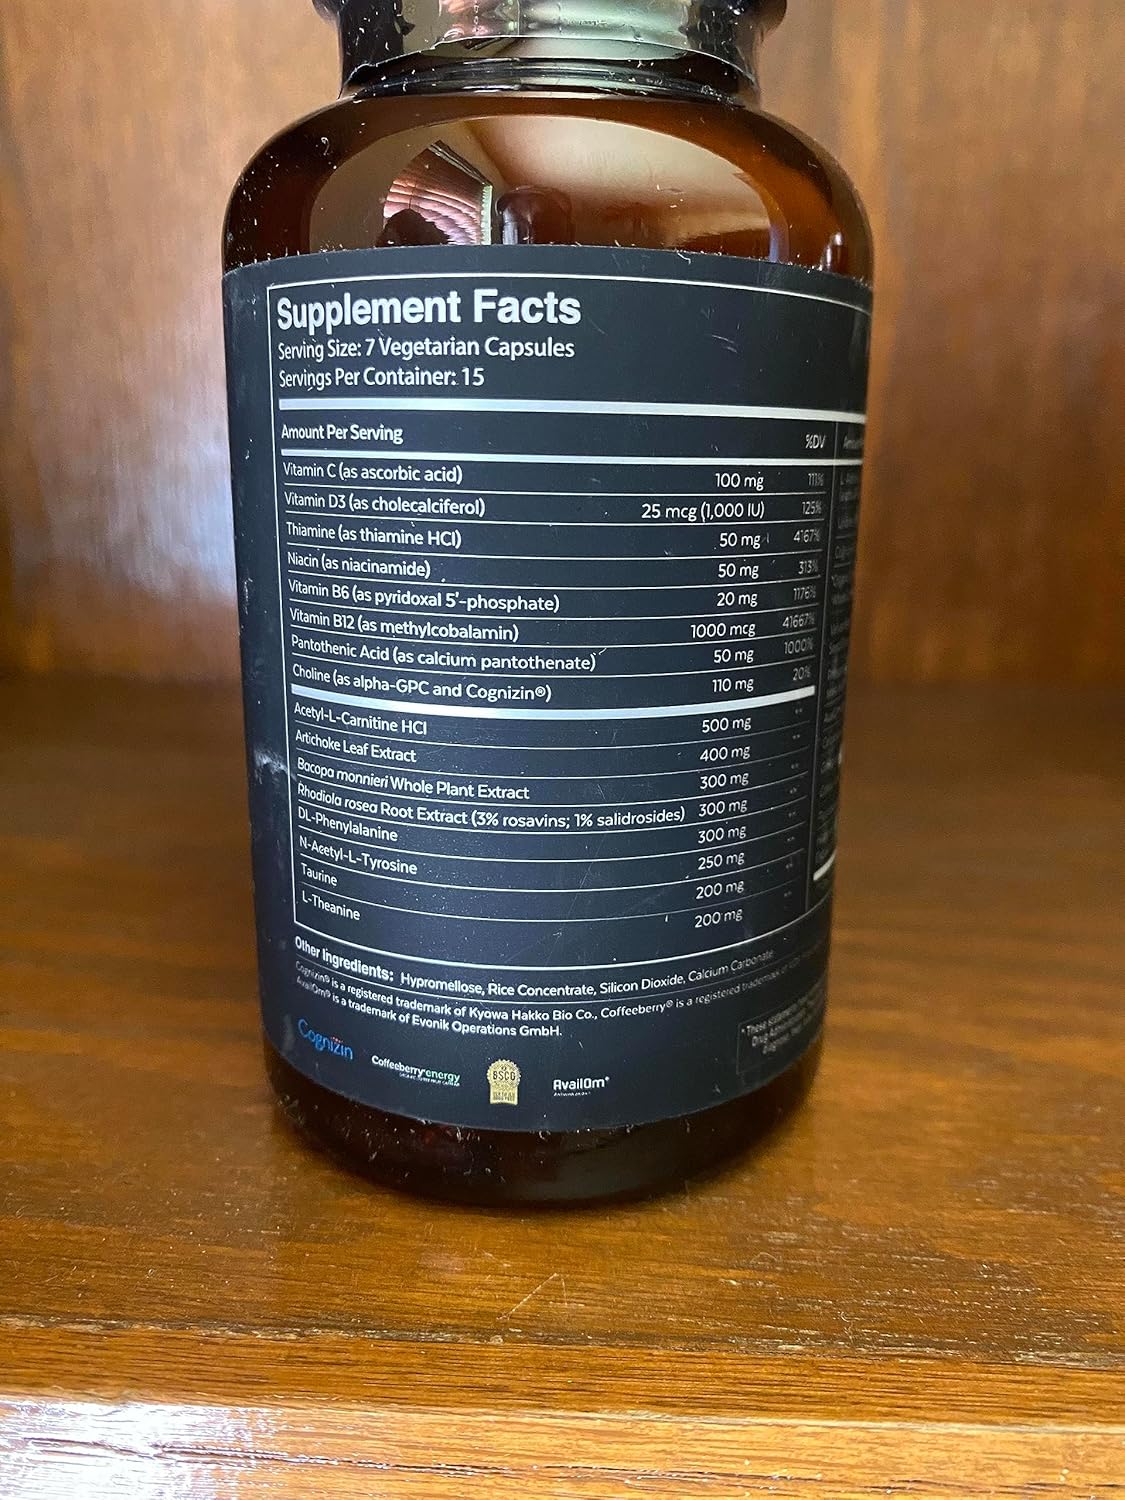 Supplement Facts
Serving Size: 7 Vegetarian Capsules
Servings Per Container: 15
Amount Per Serving %DV
Vitamin C (as ascorbic acid) 100 mg 111%
Vitamin D3 (as cholecalciferol) 25 mcg (1,000 IU) 125%
Thiamine (as thiamine HCl) 50 mg 4167%
Niacin (as niacinamide) 50 mg 313%
Vitamin B6 (as pyridoxal 5'-phosphate) 20 mg 1176%
Vitamin B12 (as methylcobalamin) 1000 mcg 41667%
Pantothenic Acid (as calcium pantothenate) 50 mg 1000%
Choline (as alpha-GPC and Cognizin®) 110 mg 20%
Acetyl-L-Carnitine HCl 500 mg **
Artichoke Leaf Extract 400 mg **
Bacopa monnieri Whole Plant Extract 300 mg **
Rhodiola rosea Root Extract (3% rosavins; 1% salidrosides) 300 mg **
DL-Phenylalanine 300 mg **
N-Acetyl-L-Tyrosine 250 mg **
Taurine 200 mg **
L-Theanine 200 mg **
Other Ingredients: Hypromellose, Rice Concentrate, Silicon Dioxide, Calcium Carbonate
Cognizin® is a registered trademark of Kyowa Hakko Bio Co., Coffeeberry® is a registered trademark of
AvailOm® is a trademark of Evonik Operations GmbH.
Cognizin
Coffeeberry energy
BSCG
AvailOm®
* These statements